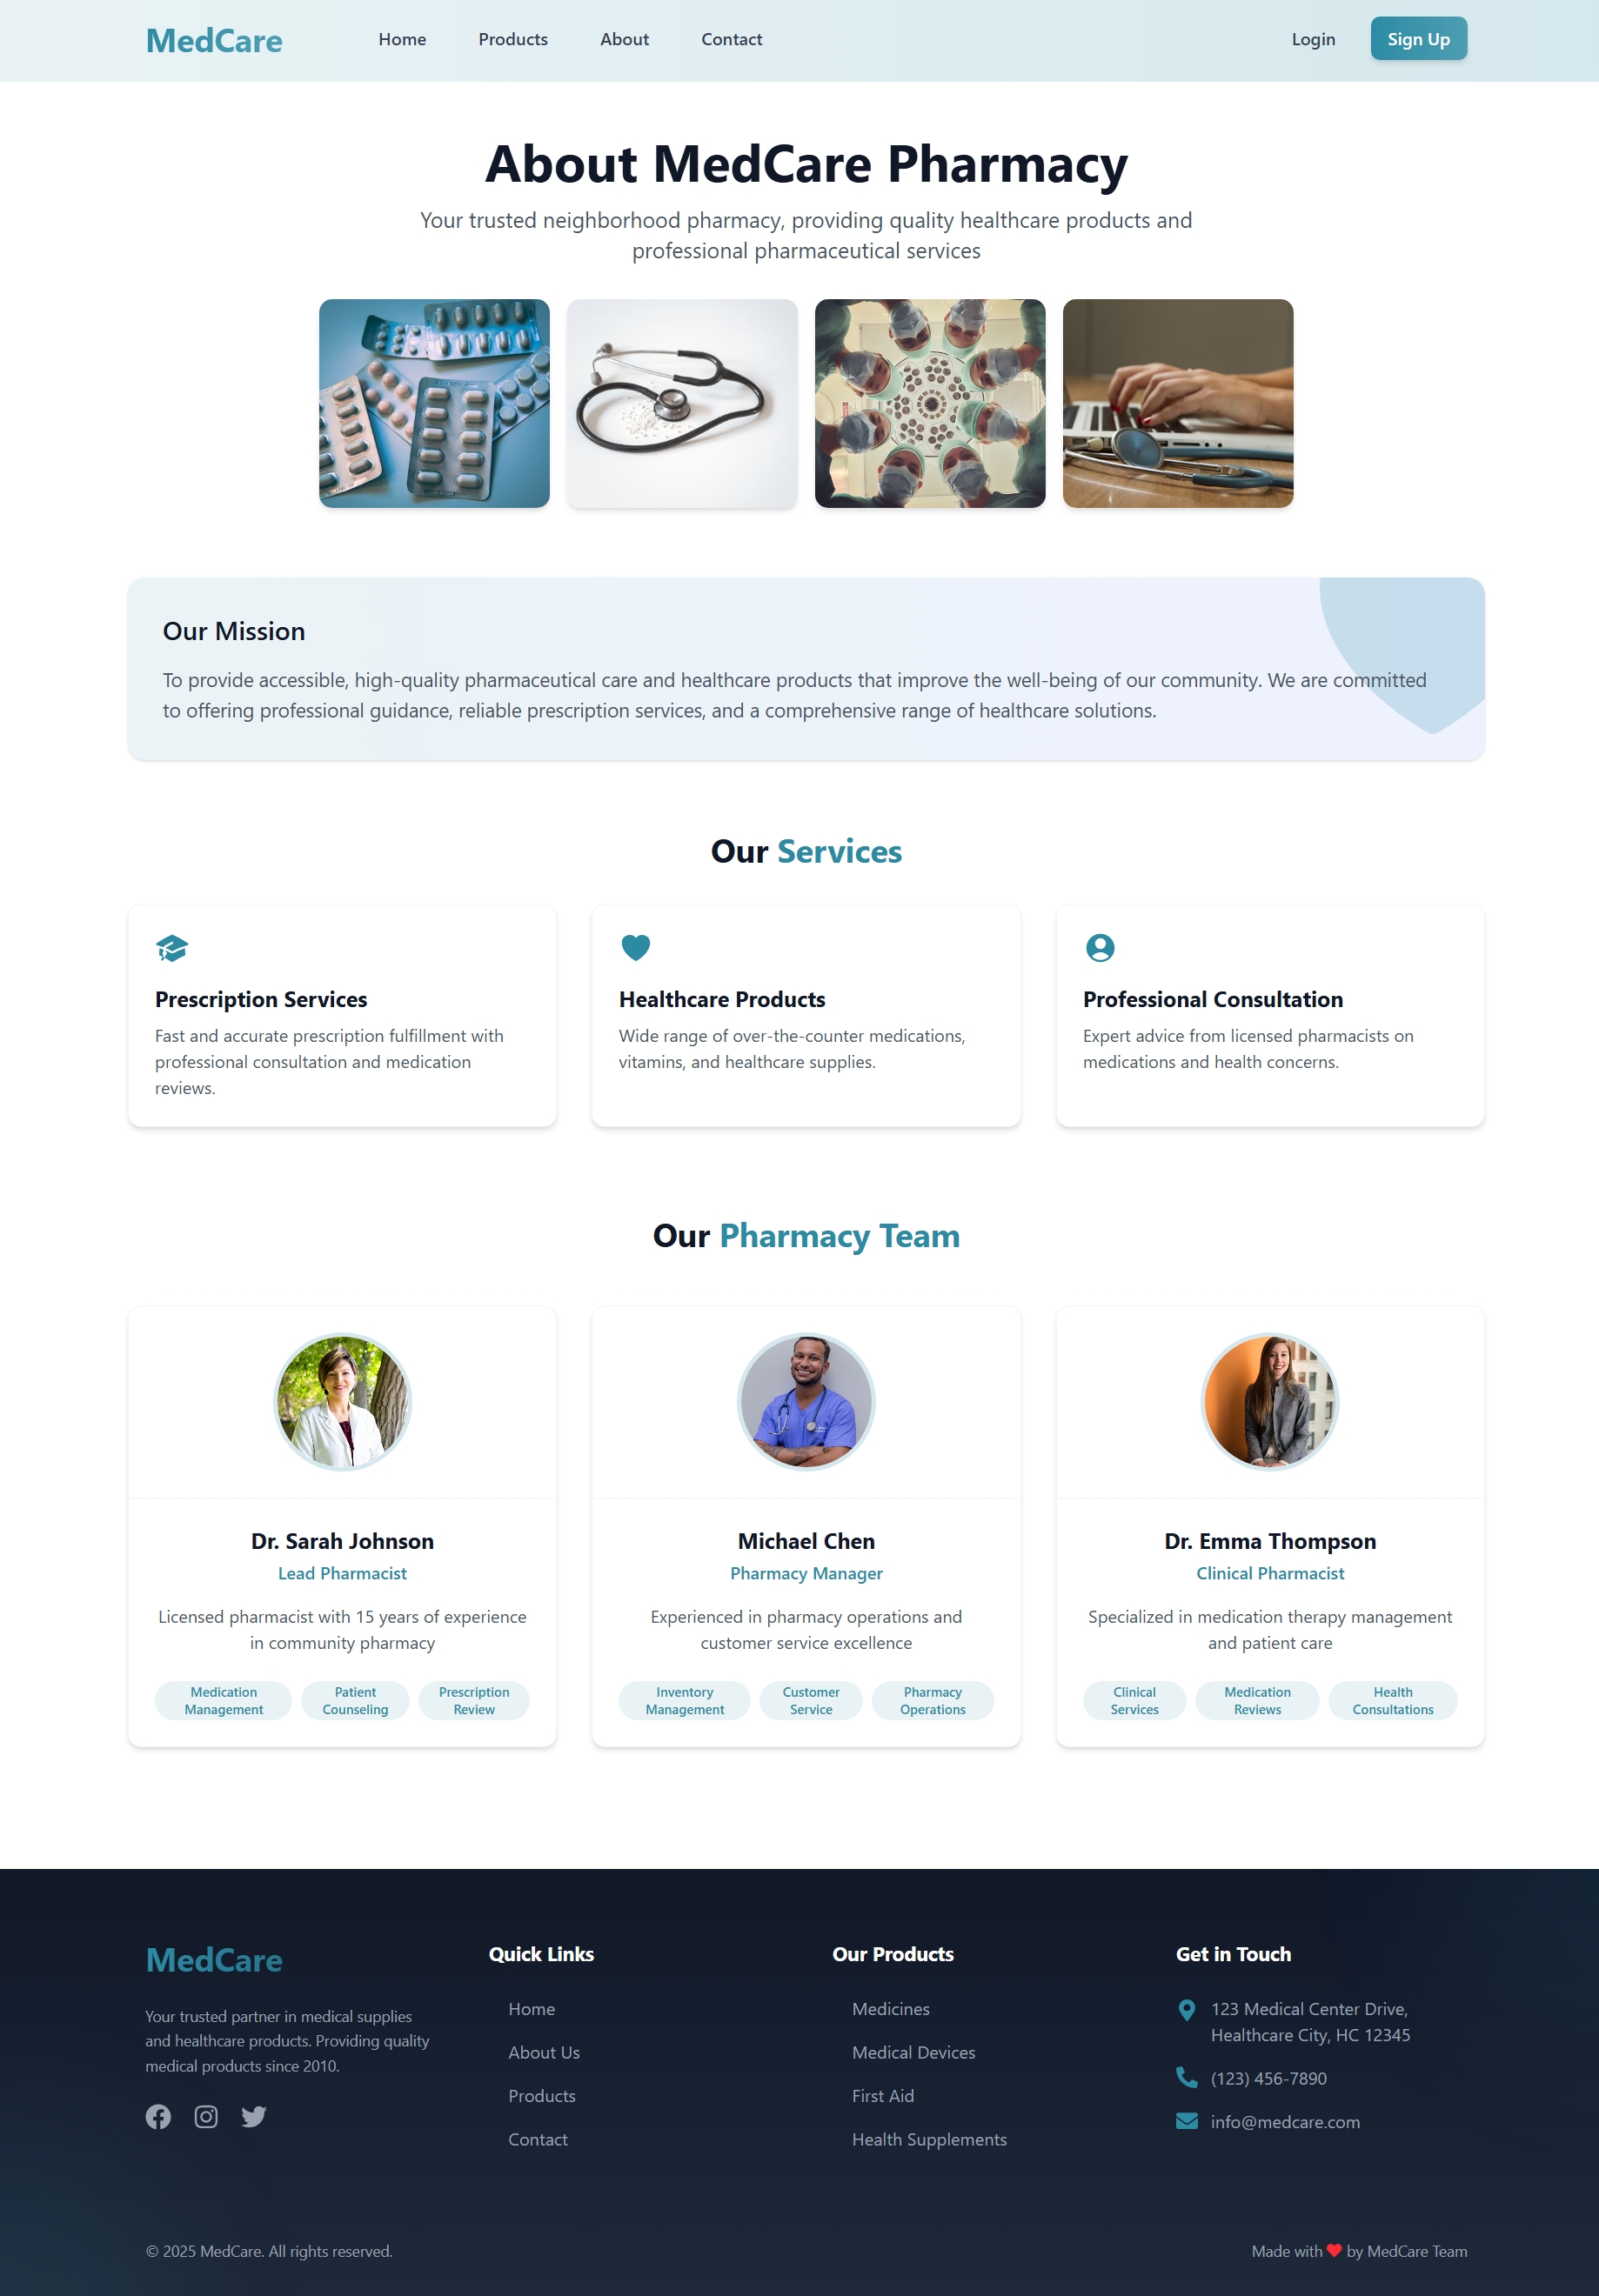 MedCare
Home
Products
About
Contact
Login
Sign Up
About MedCare Pharmacy
Your trusted neighborhood pharmacy, providing quality healthcare products and
professional pharmaceutical services
Our Mission
To provide accessible, high-quality pharmaceutical care and healthcare products that improve the well-being of our community. We are committed
to offering professional guidance, reliable prescription services, and a comprehensive range of healthcare solutions.
Our Services
Prescription Services
Fast and accurate prescription fulfillment with
professional consultation and medication
reviews.
Healthcare Products
Wide range of over-the-counter medications,
vitamins, and healthcare supplies.
Professional Consultation
Expert advice from licensed pharmacists on
medications and health concerns.
Our Pharmacy Team
Dr. Sarah Johnson
Lead Pharmacist
Licensed pharmacist with 15 years of experience
in community pharmacy
Medication
Management
Patient
Counseling
Prescription
Review
Michael Chen
Pharmacy Manager
Experienced in pharmacy operations and
customer service excellence
Inventory
Management
Customer
Service
Pharmacy
Operations
Dr. Emma Thompson
Clinical Pharmacist
Specialized in medication therapy management
and patient care
Clinical
Services
Medication
Reviews
Health
Consultations
MedCare
Your trusted partner in medical supplies
and healthcare products. Providing quality
medical products since 2010.
Quick Links
Home
About Us
Products
Contact
Our Products
Medicines
Medical Devices
First Aid
Health Supplements
Get in Touch
123 Medical Center Drive,
Healthcare City, HC 12345
(123) 456-7890
info@medcare.com
© 2025 MedCare. All rights reserved.
Made with ❤ by MedCare Team